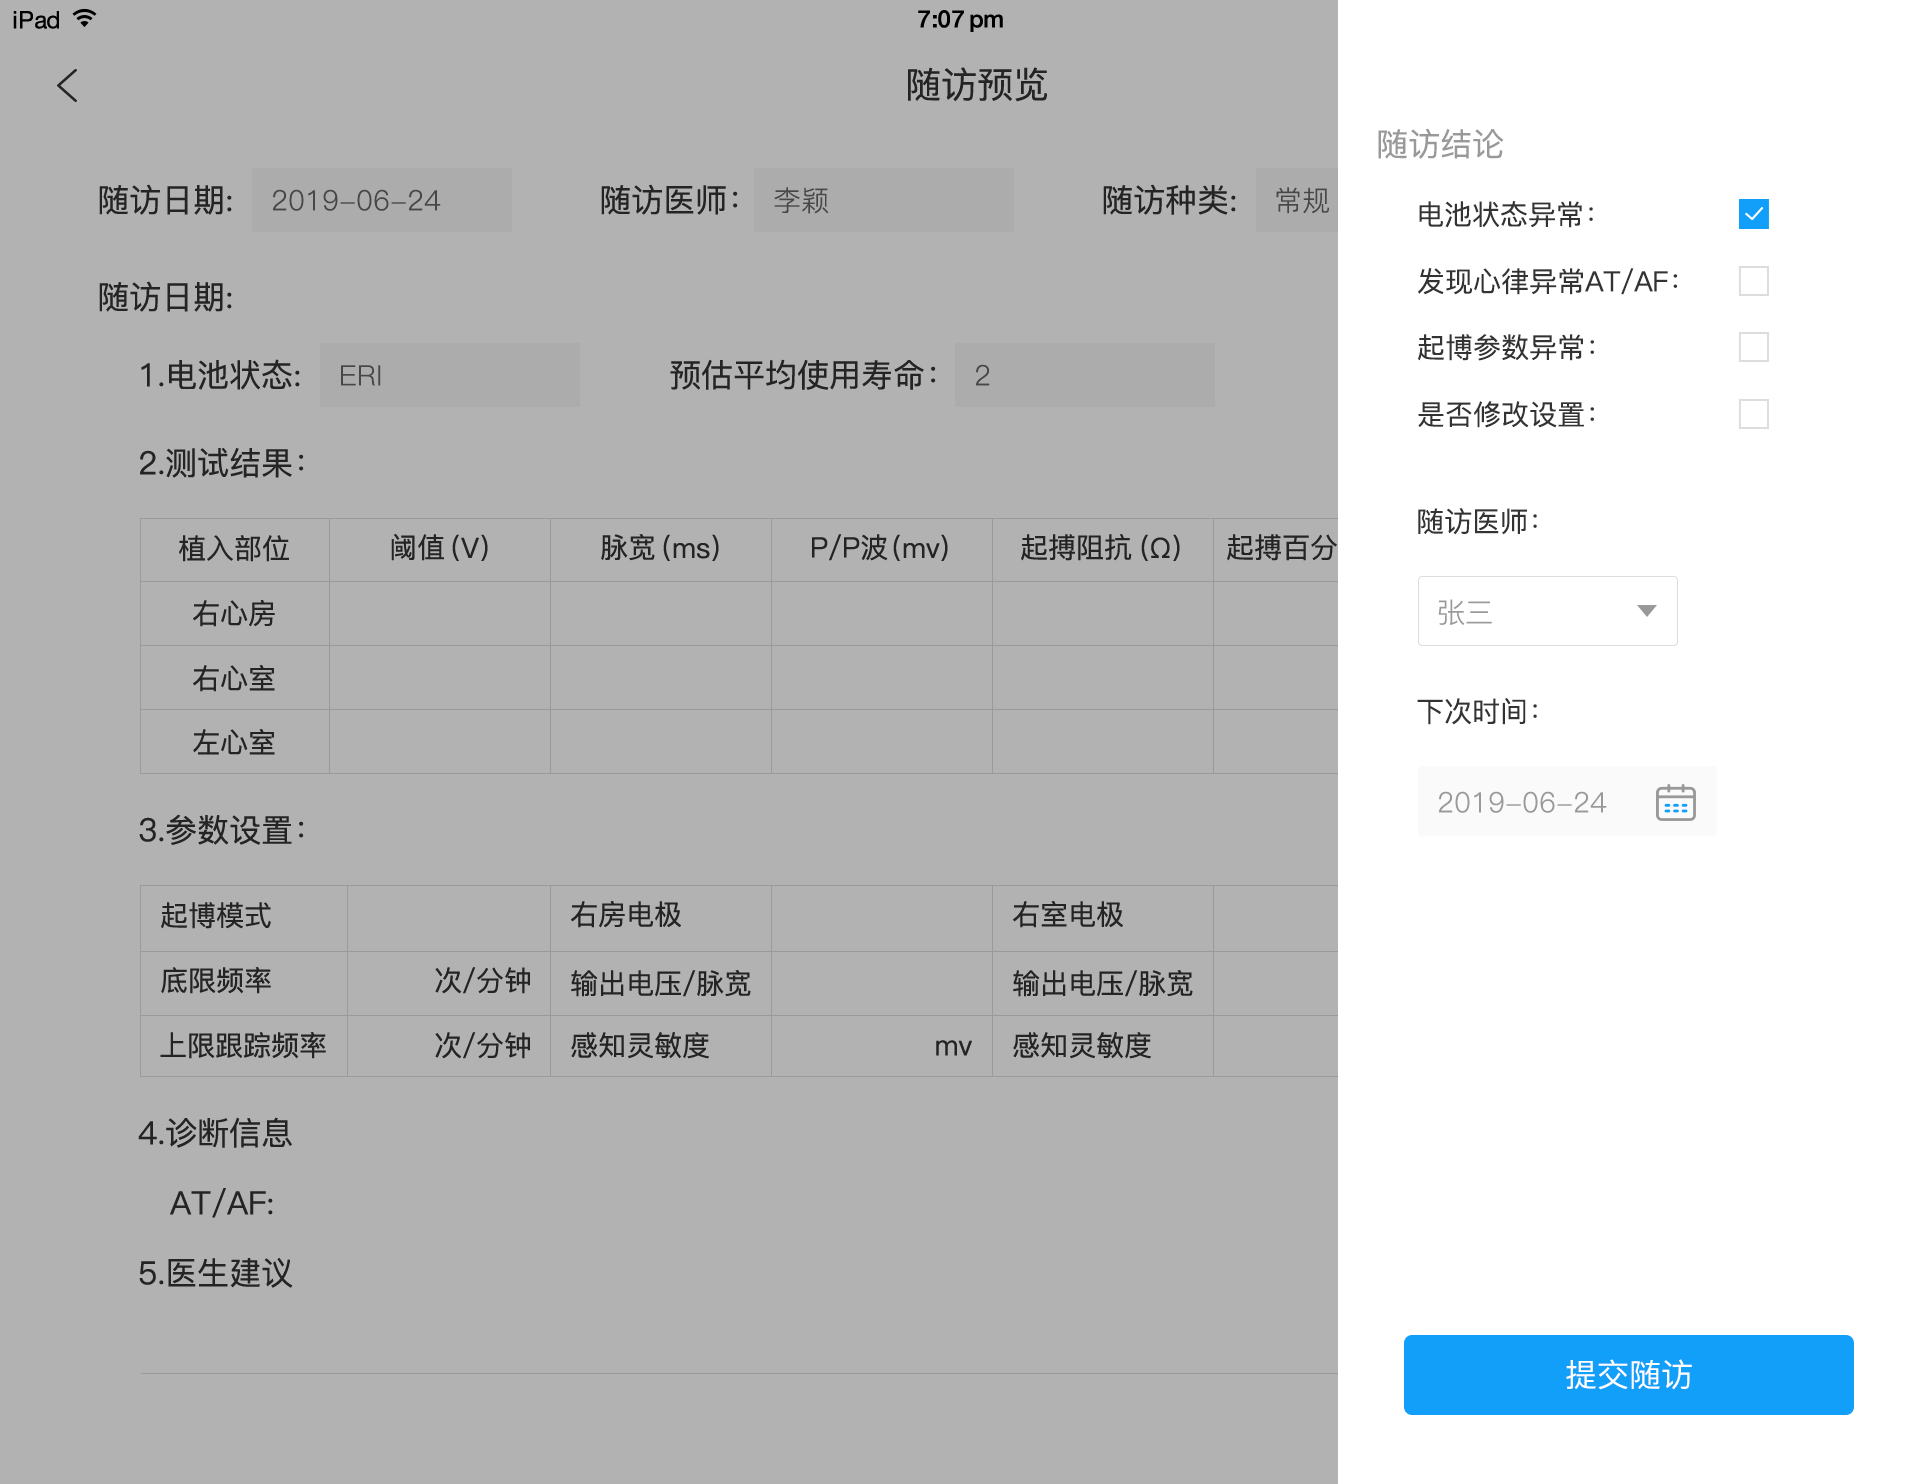 iPad
7:07 pm
随访预览
随访日期: 2019-06-24 随访医师: 李颖 随访种类: 常规
随访日期:
1.电池状态: ERI 预估平均使用寿命: 2
2.测试结果:
植入部位 阈值(V) 脉宽(ms) P/P波(mv) 起搏阻抗(Ω) 起搏百分
右心房
右心室
左心室
3.参数设置:
起博模式 右房电极 右室电极
底限频率 次/分钟 输出电压/脉宽 输出电压/脉宽
上限跟踪频率 次/分钟 感知灵敏度 mv 感知灵敏度
4.诊断信息
AT/AF:
5.医生建议
随访结论
电池状态异常:
发现心律异常AT/AF:
起博参数异常:
是否修改设置:
随访医师:
张三
下次时间:
2019-06-24
提交随访